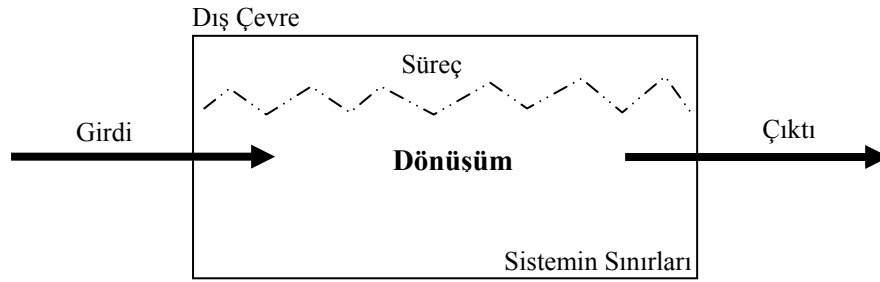 Dış Çevre
Süreç
Girdi
Çıktı
Dönüşüm
Sistemin Sınırları